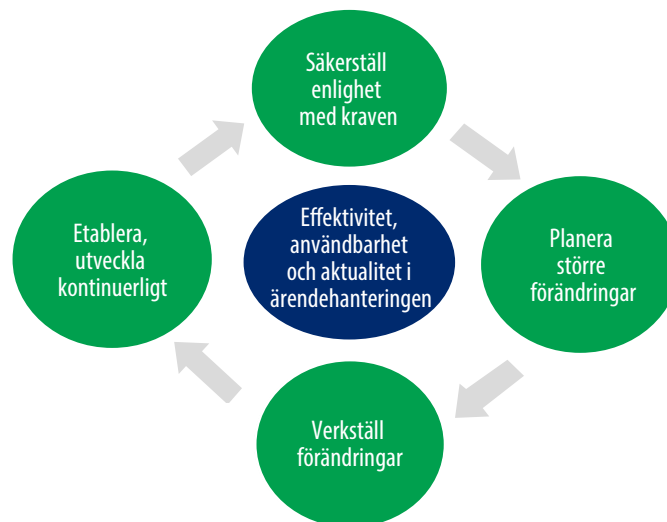 Säkerställ
enlighet
med kraven
Etablera,
utveckla
kontinuerligt
Effektivitet,
användbarhet
och aktualitet i
ärendehanteringen
Planera
större
förändringar
Verkställ
förändringar